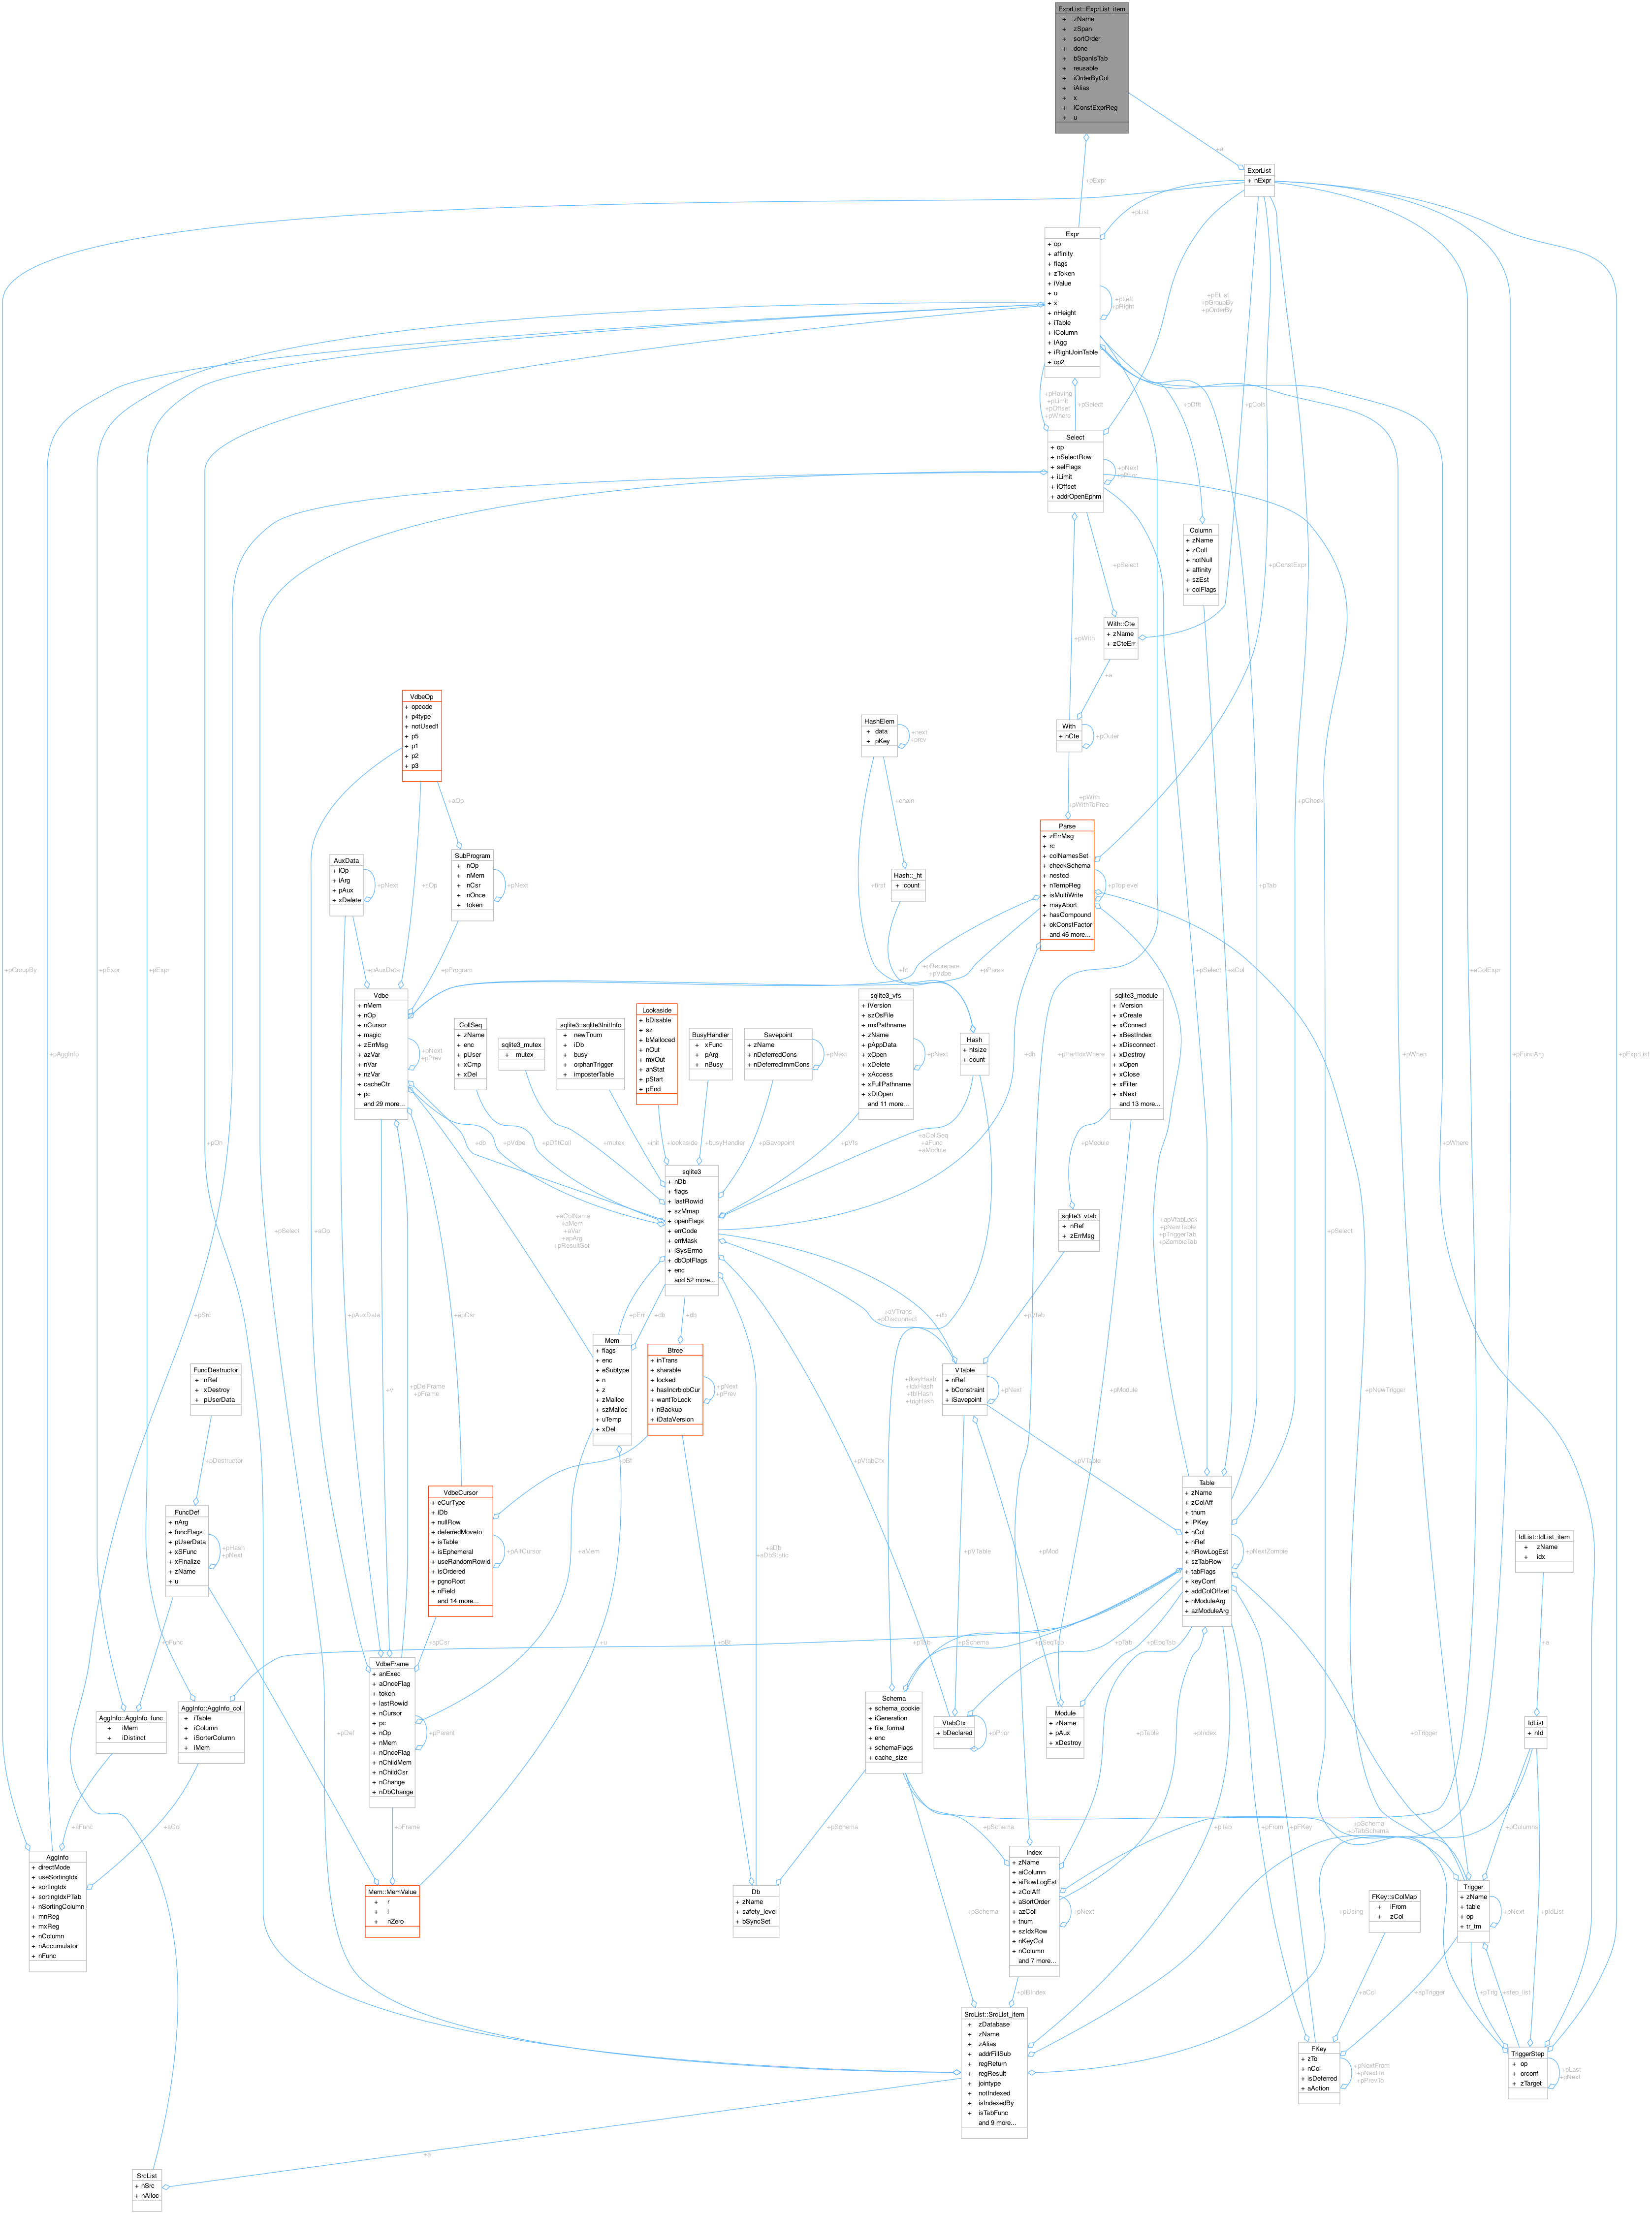 ExprList::ExprList_item
+ zName
+ zSpan
+ sortOrder
+ done
+ bSpanIsTab
+ reusable
+ iOrderByCol
+ iAlias
+ x
+ iConstExprReg
+ u
+a
+pExpr
ExprList
+ nExpr
+pList
Expr
+ op
+ affinity
+ flags
+ zToken
+ iValue
+ u
+ x
+ nHeight
+ iTable
+ iColumn
+ iAgg
+ iRightJoinTable
+ op2
+pLeft
+pRight
+pEList
+pGroupBy
+pOrderBy
+pHaving
+pLimit
+pOffset
+pWhere
+pSelect
+pDflt
+pCols
Select
+ op
+ nSelectRow
+ selFlags
+ iLimit
+ iOffset
+ addrOpenEphm
+pNext
+pPrior
Column
+ zName
+ zColl
+ notNull
+ affinity
+ szEst
+ colFlags
+pSelect
+pConstExpr
+pWith
With::Cte
+ zName
+ zCteErr
+a
With
+ nCte
+pOuter
VdbeOp
+ opcode
+ p4type
+ notUsed1
+ p5
+ p1
+ p2
+ p3
HashElem
+ data
+ pKey
+next
+prev
+aOp
+chain
+pWith
+pWithToFree
+pCheck
Parse
+ zErrMsg
+ rc
+ colNamesSet
+ checkSchema
+ nested
+ nTempReg
+ isMultiWrite
+ mayAbort
+ hasCompound
+ okConstFactor
and 46 more...
+pToplevel
AuxData
+ iOp
+ iArg
+ pAux
+ xDelete
+pNext
+aOp
SubProgram
+ nOp
+ nMem
+ nCsr
+ nOnce
+ token
+pNext
+first
Hash::_ht
+ count
+pTab
+pGroupBy
+pExpr
+pExpr
+pAuxData
+pProgram
+pReprepare
+pVdbe
+pParse
+ht
+pSelect
+aCol
+aColExpr
Vdbe
+ nMem
+ nOp
+ nCursor
+ magic
+ zErrMsg
+ azVar
+ nVar
+ nzVar
+ cacheCtr
+ pc
and 29 more...
+pNext
+pPrev
CollSeq
+ zName
+ enc
+ pUser
+ xCmp
+ xDel
sqlite3_mutex
+ mutex
sqlite3::sqlite3InitInfo
+ newTnum
+ iDb
+ busy
+ orphanTrigger
+ imposterTable
Lookaside
+ bDisable
+ sz
+ bMalloced
+ nOut
+ mxOut
+ anStat
+ pStart
+ pEnd
BusyHandler
+ xFunc
+ pArg
+ nBusy
Savepoint
+ zName
+ nDeferredCons
+ nDeferredImmCons
+pNext
sqlite3_vfs
+ iVersion
+ szOsFile
+ mxPathname
+ zName
+ pAppData
+ xOpen
+ xDelete
+ xAccess
+ xFullPathname
+ xDlOpen
and 11 more...
+pNext
Hash
+ htsize
+ count
+db
+pPartIdxWhere
sqlite3_module
+ iVersion
+ xCreate
+ xConnect
+ xBestIndex
+ xDisconnect
+ xDestroy
+ xOpen
+ xClose
+ xFilter
+ xNext
and 13 more...
+pAggInfo
+pWhen
+pFuncArg
+pExprList
+pOn
+db
+pVdbe
+pDfltColl
+mutex
+init
+lookaside
+busyHandler
+pSavepoint
+pVfs
+aCollSeq
+aFunc
+aModule
+pModule
+pWhere
sqlite3
+ nDb
+ flags
+ lastRowid
+ szMmap
+ openFlags
+ errCode
+ errMask
+ iSysErrno
+ dbOptFlags
+ enc
and 52 more...
sqlite3_vtab
+ nRef
+ zErrMsg
+pSelect
+aOp
+aColName
+aMem
+aVar
+apArg
+pResultSet
+apVtabLock
+pNewTable
+pTriggerTab
+pZombieTab
+pSelect
+pSrc
+pAuxData
+apCsr
+pErr
+db
+db
+aVTrans
+pDisconnect
+db
+pVtab
Mem
+ flags
+ enc
+ eSubtype
+ n
+ z
+ zMalloc
+ szMalloc
+ uTemp
+ xDel
Btree
+ inTrans
+ sharable
+ locked
+ hasIncrblobCur
+ wantToLock
+ nBackup
+ iDataVersion
+pNext
+pPrev
FuncDestructor
+ nRef
+ xDestroy
+ pUserData
+v
+pDelFrame
+pFrame
+fkeyHash
+idxHash
+tblHash
+trigHash
VTable
+ nRef
+ bConstraint
+ iSavepoint
+pNext
+pModule
+pNewTrigger
+pDestructor
+pBt
+pVtabCtx
+pVTable
Table
+ zName
+ zColAff
+ tnum
+ iPKey
+ nCol
+ nRef
+ nRowLogEst
+ szTabRow
+ tabFlags
+ keyConf
+ addColOffset
+ nModuleArg
+ azModuleArg
+pNextZombie
FuncDef
+ nArg
+ funcFlags
+ pUserData
+ xSFunc
+ xFinalize
+ zName
+ u
+pHash
+pNext
VdbeCursor
+ eCurType
+ iDb
+ nullRow
+ deferredMoveto
+ isTable
+ isEphemeral
+ useRandomRowid
+ isOrdered
+ pgnoRoot
+ nField
and 14 more...
+pAltCursor
+aMem
+aDb
+aDbStatic
+pVTable
+pMod
IdList::IdList_item
+ zName
+ idx
+pFunc
+apCsr
+u
+pBt
+pTab
+pSchema
+pSeqTab
+pTab
+pEpoTab
+a
VdbeFrame
+ anExec
+ aOnceFlag
+ token
+ lastRowid
+ nCursor
+ pc
+ nOp
+ nMem
+ nOnceFlag
+ nChildMem
+ nChildCsr
+ nChange
+ nDbChange
+pParent
AggInfo::AggInfo_func
+ iMem
+ iDistinct
AggInfo::AggInfo_col
+ iTable
+ iColumn
+ iSorterColumn
+ iMem
+pDef
Schema
+ schema_cookie
+ iGeneration
+ file_format
+ enc
+ schemaFlags
+ cache_size
VtabCtx
+ bDeclared
+pPrior
Module
+ zName
+ pAux
+ xDestroy
+pTable
+pIndex
+pTrigger
IdList
+ nId
+aFunc
+aCol
+pFrame
+pSchema
+pSchema
+pTab
+pFrom
+pFKey
+pSchema
+pTabSchema
+pColumns
AggInfo
+ directMode
+ useSortingIdx
+ sortingIdx
+ sortingIdxPTab
+ nSortingColumn
+ mnReg
+ mxReg
+ nColumn
+ nAccumulator
+ nFunc
Mem::MemValue
+ r
+ i
+ nZero
Db
+ zName
+ safety_level
+ bSyncSet
Index
+ zName
+ aiColumn
+ aiRowLogEst
+ zColAff
+ aSortOrder
+ azColl
+ tnum
+ szIdxRow
+ nKeyCol
+ nColumn
and 7 more...
+pNext
+pSchema
+pUsing
FKey::sColMap
+ iFrom
+ zCol
Trigger
+ zName
+ table
+ op
+ tr_tm
+pNext
+pIdList
+pIBIndex
+aCol
+apTrigger
+pTrig
+step_list
SrcList::SrcList_item
+ zDatabase
+ zName
+ zAlias
+ addrFillSub
+ regReturn
+ regResult
+ jointype
+ notIndexed
+ isIndexedBy
+ isTabFunc
and 9 more...
FKey
+ zTo
+ nCol
+ isDeferred
+ aAction
+pNextFrom
+pNextTo
+pPrevTo
TriggerStep
+ op
+ orconf
+ zTarget
+pLast
+pNext
+a
SrcList
+ nSrc
+ nAlloc